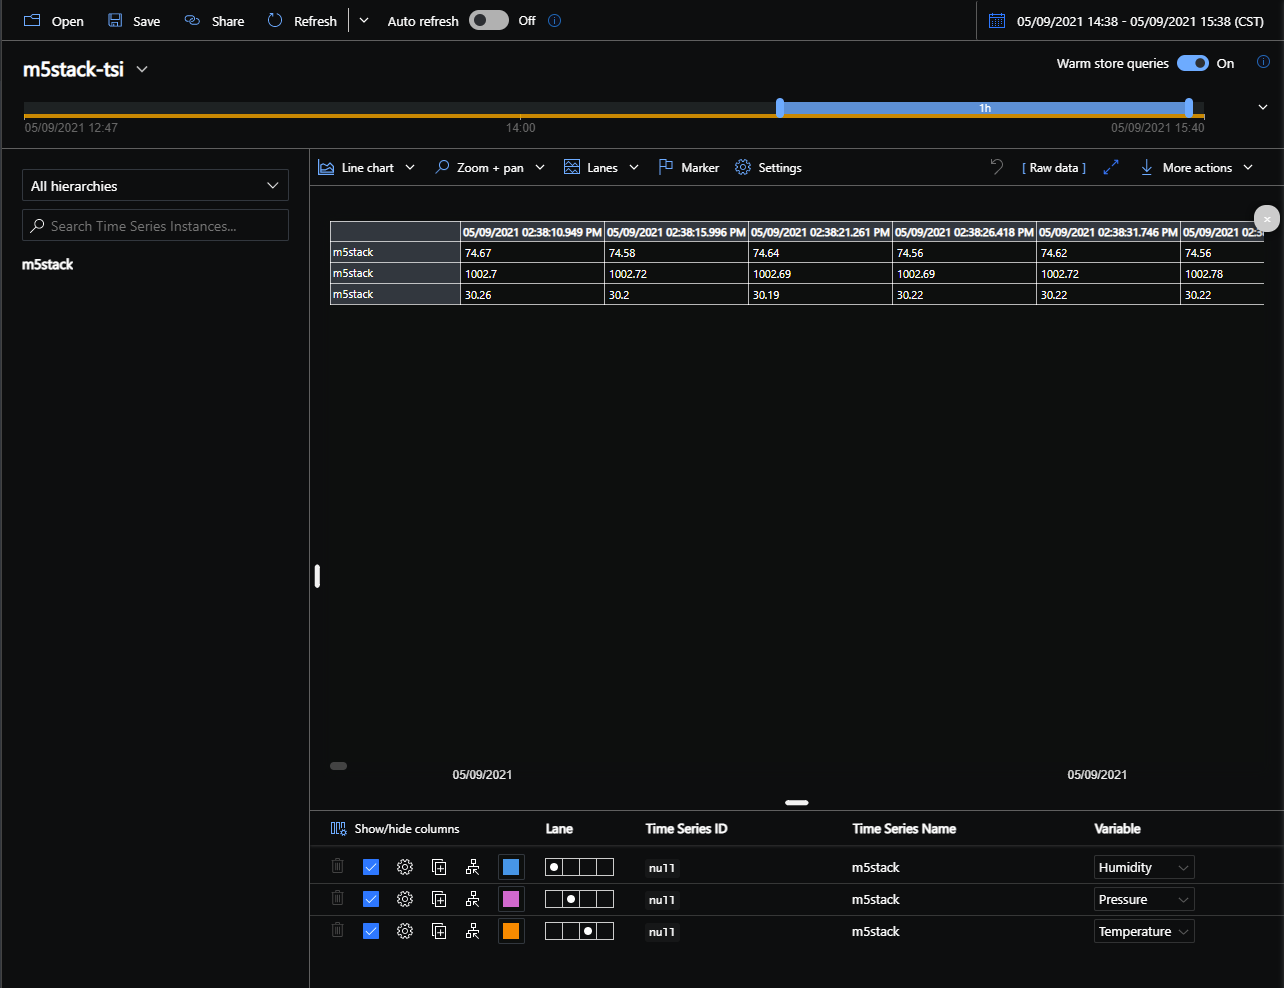 Open Save Share Refresh Auto refresh Off 05/09/2021 14:38 - 05/09/2021 15:38 (CST)
m5stack-tsi Warm store queries On
1h
05/09/2021 12:47 14:00 05/09/2021 15:40
Line chart Zoom + pan Lanes Marker Settings [ Raw data ] More actions
All hierarchies
Search Time Series Instances...
m5stack
05/09/2021 02:38:10.949 PM 05/09/2021 02:38:15.996 PM 05/09/2021 02:38:21.261 PM 05/09/2021 02:38:26.418 PM 05/09/2021 02:38:31.746 PM 05/09/2021
m5stack 74.67 74.58 74.64 74.56 74.62 74.56
m5stack 1002.7 1002.72 1002.69 1002.69 1002.72 1002.78
m5stack 30.26 30.2 30.19 30.22 30.22 30.22
05/09/2021 05/09/2021
Show/hide columns Lane Time Series ID Time Series Name Variable
null m5stack Humidity
null m5stack Pressure
null m5stack Temperature